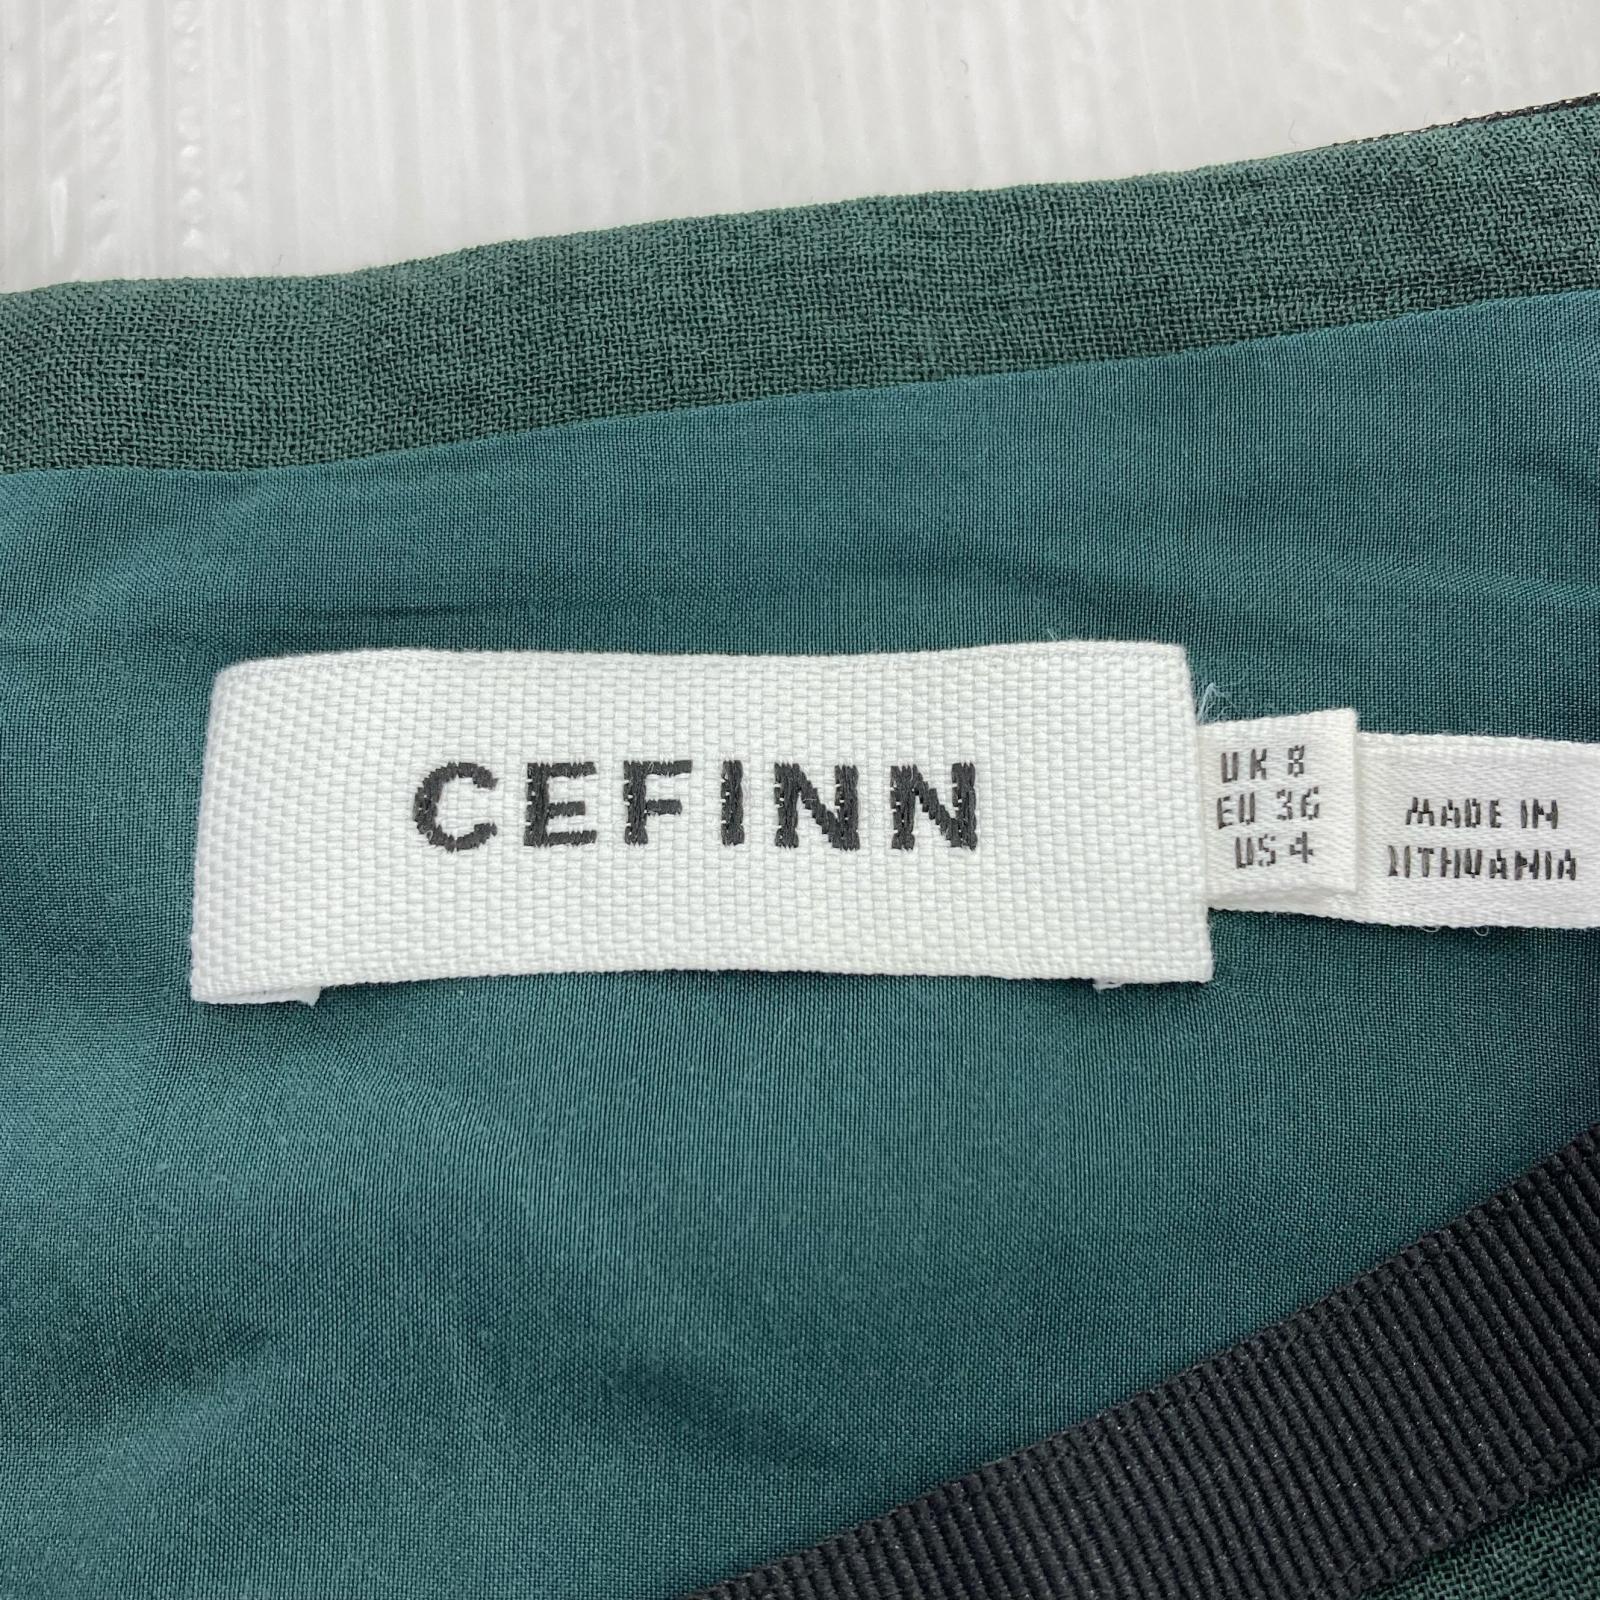 CEFINN
UK 8
EU 36
US 4
MADE IN
LITHUANIA